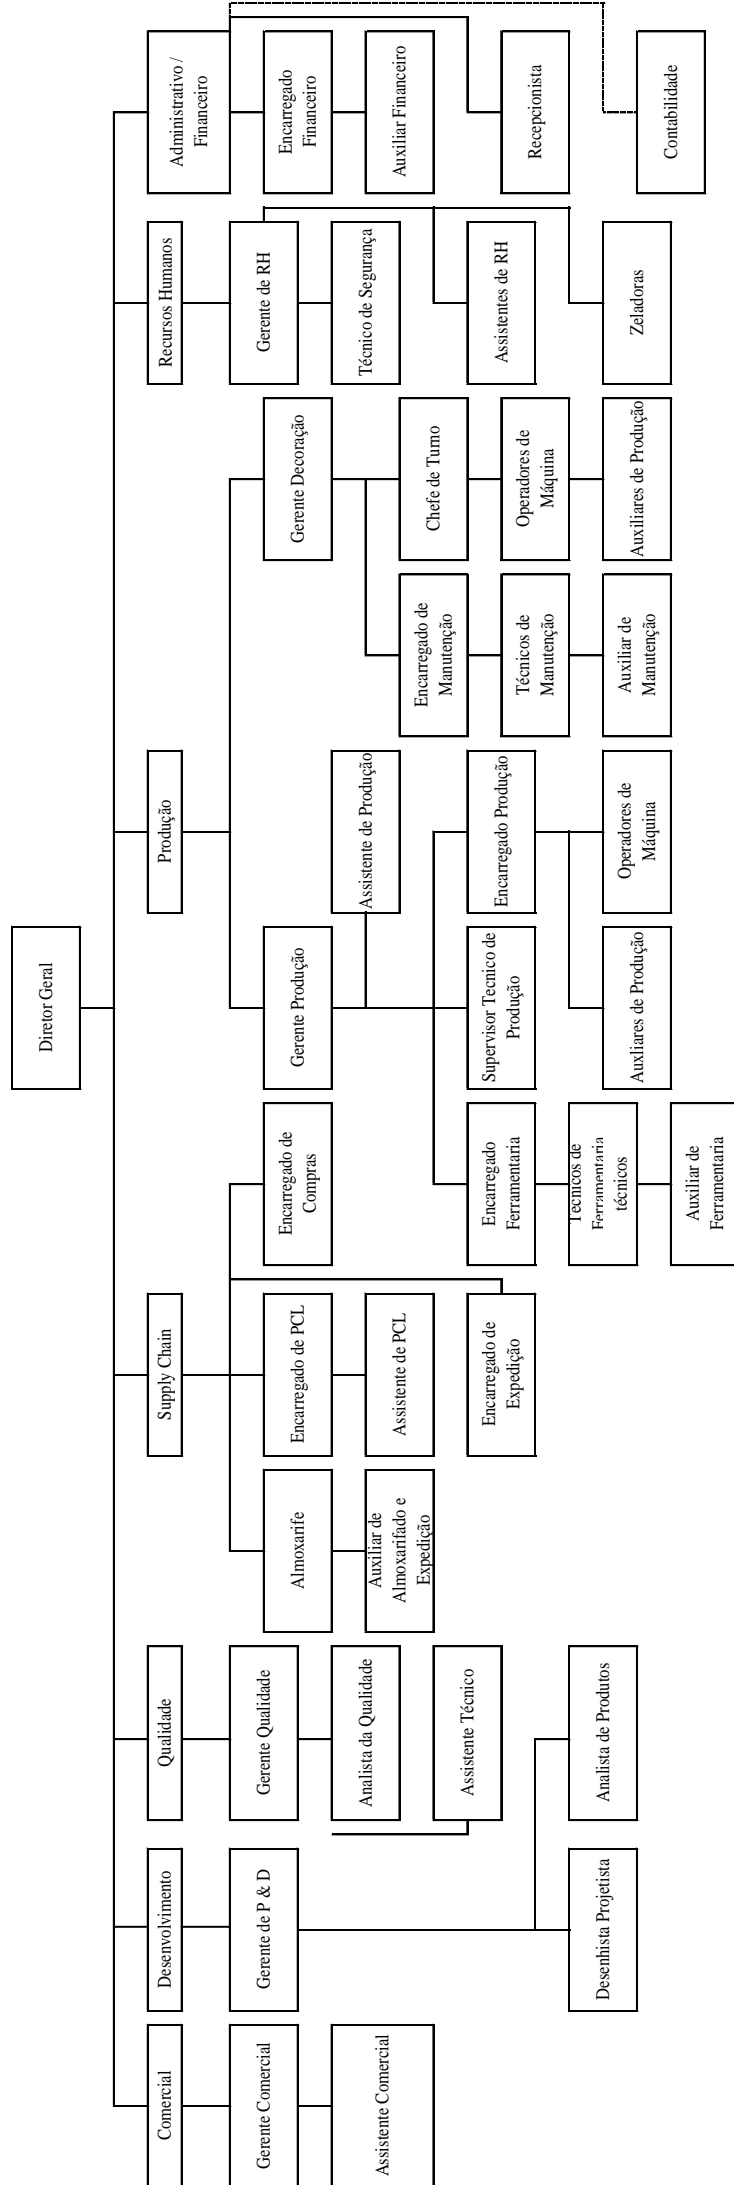 Diretor Geral
Comercial
Desenvolvimento
Qualidade
Supply Chain
Produção
Recursos Humanos
Administrativo /
Financeiro
Gerente Comercial
Assistente Comercial
Gerente de P & D
Desenhista Projetista
Analista de Produtos
Gerente Qualidade
Analista da Qualidade
Assistente Técnico
Almoxarife
Auxiliar de
Almoxarifado e
Expedição
Encarregado de PCL
Assistente de PCL
Encarregado de
Expedição
Encarregado de
Compras
Gerente Produção
Assistente de Produção
Encarregado
Ferramentaria
Tecnicos de
Ferramentaria
técnicos
Auxiliar de
Ferramentaria
Supervisor Tecnico de
Produção
Encarregado Produção
Auxliares de Produção
Operadores de
Máquina
Gerente Decoração
Encarregado de
Manutenção
Técnicos de
Manutenção
Auxiliar de
Manutenção
Chefe de Turno
Operadores de
Máquina
Auxiliares de Produção
Gerente de RH
Técnico de Segurança
Assistentes de RH
Zeladoras
Encarregado
Financeiro
Auxiliar Financeiro
Recepcionista
Contabilidade